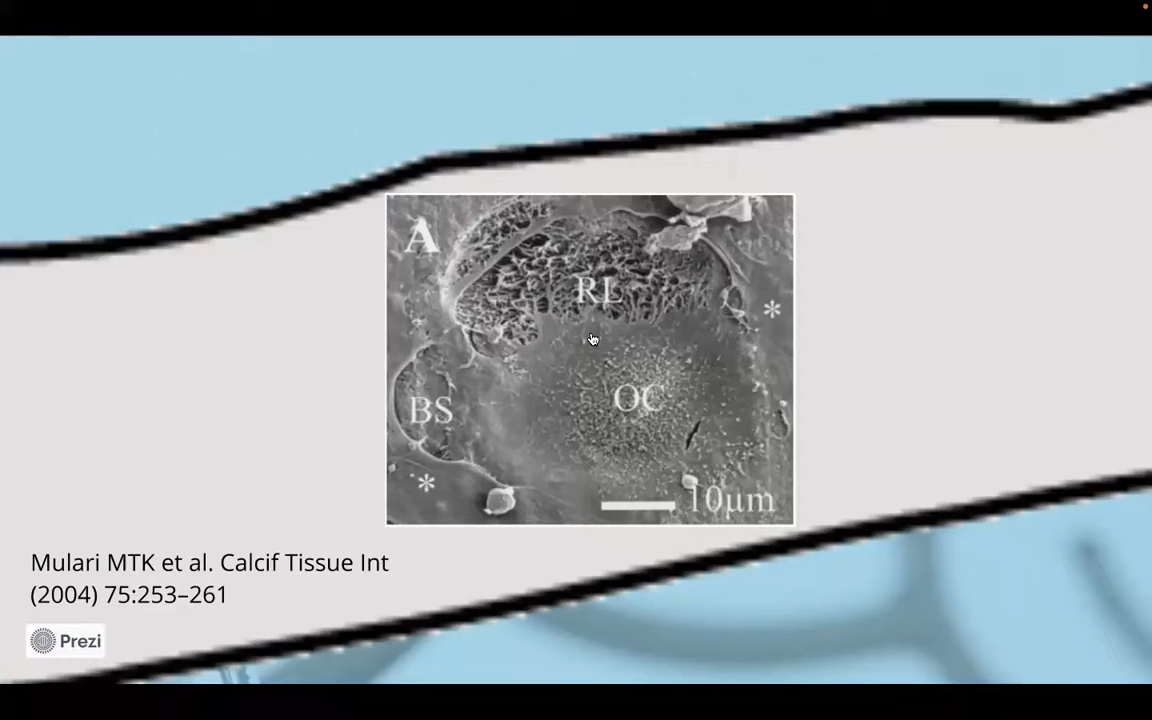 A
RL
*
OC
BS
*
10μm
Mulari MTK et al. Calcif Tissue Int
(2004) 75:253–261
Prezi